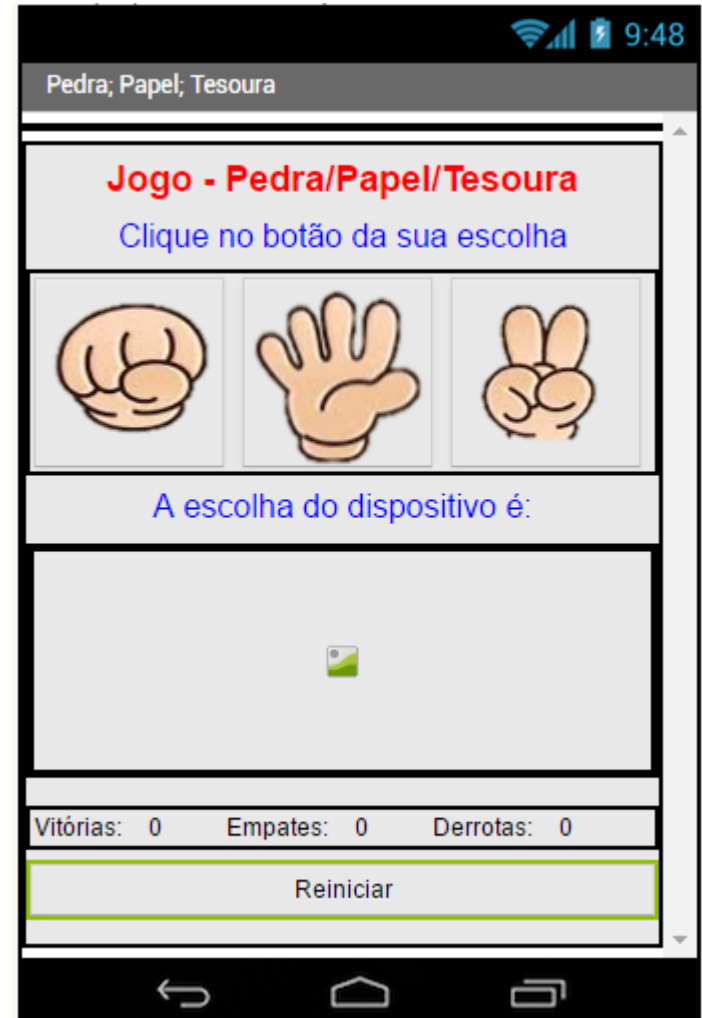 9:48
Pedra; Papel; Tesoura
Jogo - Pedra/Papel/Tesoura
Clique no botão da sua escolha
A escolha do dispositivo é:
Vitórias: 0 Empates: 0 Derrotas: 0
Reiniciar